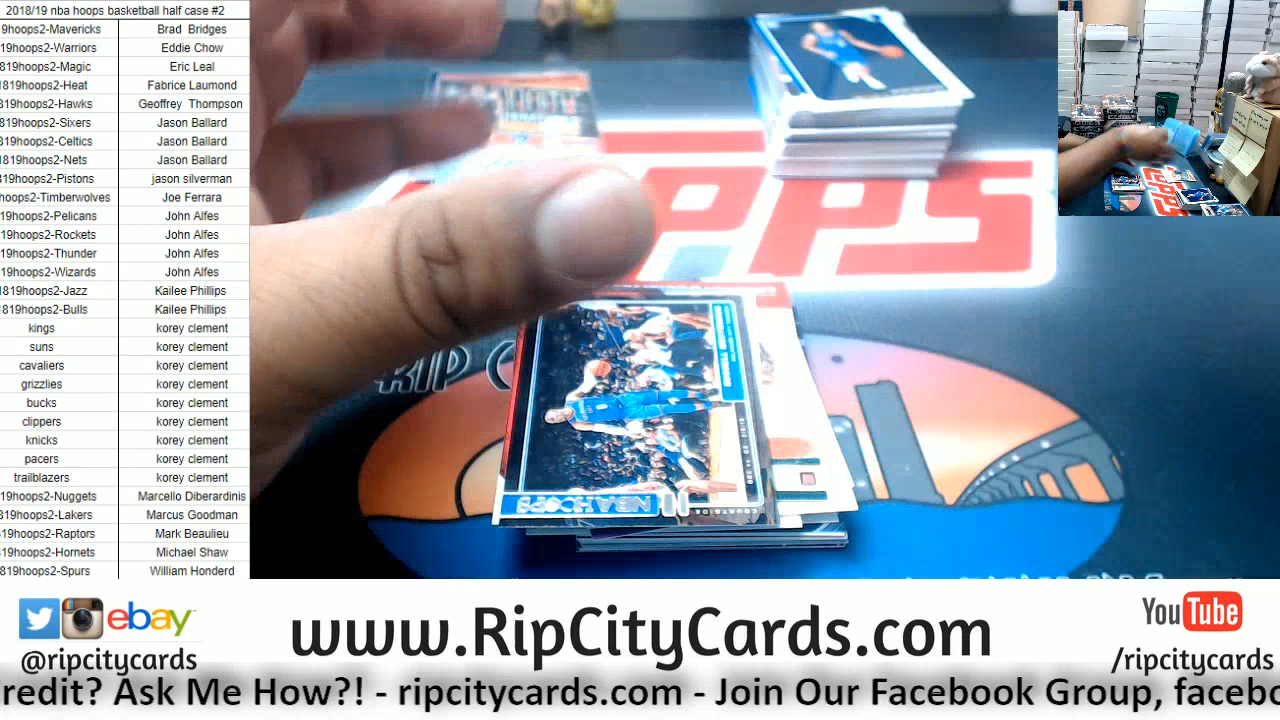 2018/19 nba hoops basketball half case #2
9hoops2-Mavericks Brad Bridges
19hoops2-Warriors Eddie Chow
819hoops2-Magic Eric Leal
1819hoops2-Heat Fabrice Laumond
819hoops2-Hawks Geoffrey Thompson
819hoops2-Sixers Jason Ballard
819hoops2-Celtics Jason Ballard
1819hoops2-Nets Jason Ballard
819hoops2-Pistons jason silverman
hoops2-Timberwolves Joe Ferrara
19hoops2-Pelicans John Alfes
19hoops2-Rockets John Alfes
19hoops2-Thunder John Alfes
19hoops2-Wizards John Alfes
1819hoops2-Jazz Kailee Phillips
1819hoops2-Bulls Kailee Phillips
kings korey clement
suns korey clement
cavaliers korey clement
grizzlies korey clement
bucks korey clement
clippers korey clement
knicks korey clement
pacers korey clement
trailblazers korey clement
19hoops2-Nuggets Marcello Diberardinis
819hoops2-Lakers Marcus Goodman
19hoops2-Raptors Mark Beaulieu
19hoops2-Hornets Michael Shaw
819hoops2-Spurs William Honderd
PPS
RIP C
NBA HOOPS
ebay
@ripcitycards
www.RipCityCards.com
YouTube
/ripcitycards
Credit? Ask Me How?! - ripcitycards.com - Join Our Facebook Group, facebo